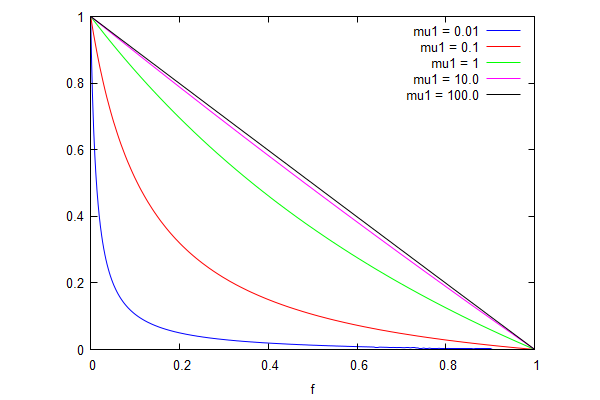 1
0.8
0.6
0.4
0.2
0
mu1 = 0.01
mu1 = 0.1
mu1 = 1
mu1 = 10.0
mu1 = 100.0
0 0.2 0.4 0.6 0.8 1
f